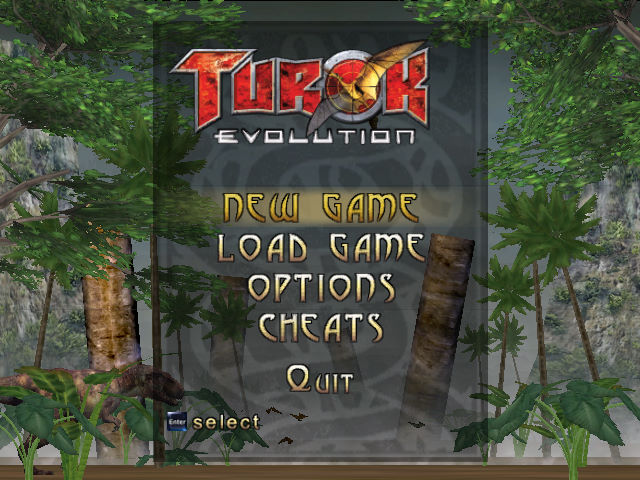 TUROK
EVOLUTION
NEW GAME
LOAD GAME
OPTIONS
CHEATS
QUIT
Enter select